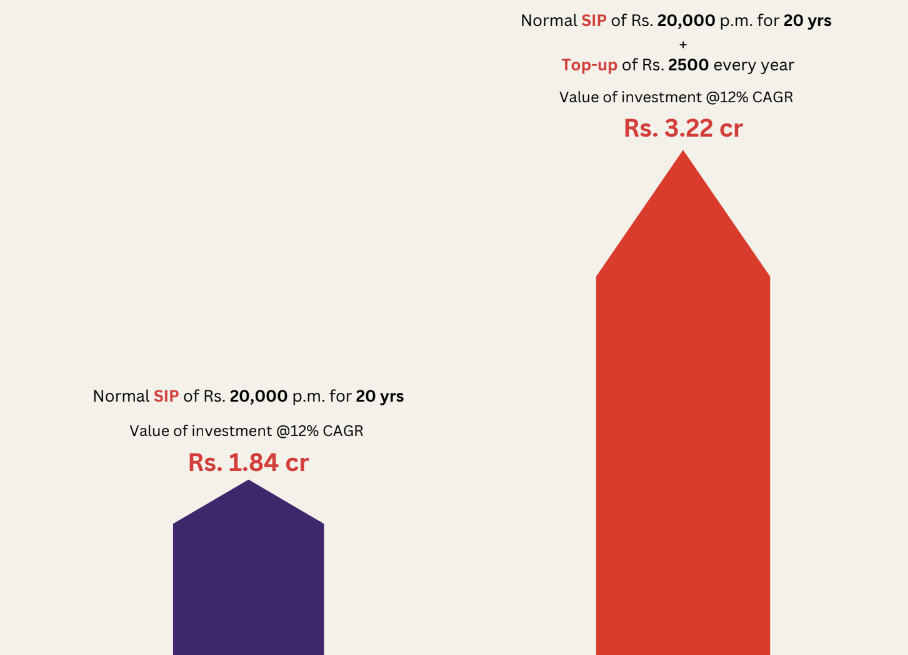 Normal SIP of Rs. 20,000 p.m. for 20 yrs
+
Top-up of Rs. 2500 every year
Value of investment @12% CAGR
Rs. 3.22 cr
Normal SIP of Rs. 20,000 p.m. for 20 yrs
Value of investment @12% CAGR
Rs. 1.84 cr